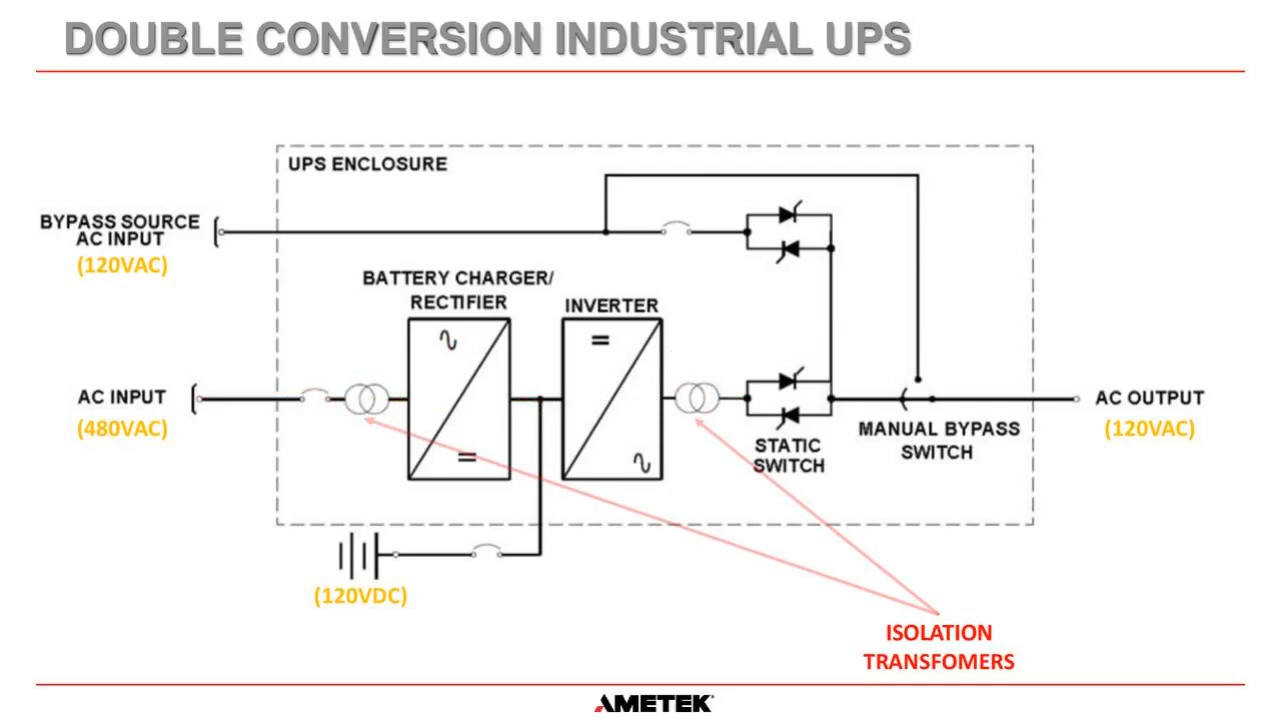 DOUBLE CONVERSION INDUSTRIAL UPS
UPS ENCLOSURE
BYPASS SOURCE
AC INPUT
(120VAC)
BATTERY CHARGER/
RECTIFIER
INVERTER
AC INPUT
(480VAC)
STATIC
SWITCH
MANUAL BYPASS
SWITCH
AC OUTPUT
(120VAC)
(120VDC)
ISOLATION
TRANSFOMERS
AMETEK®